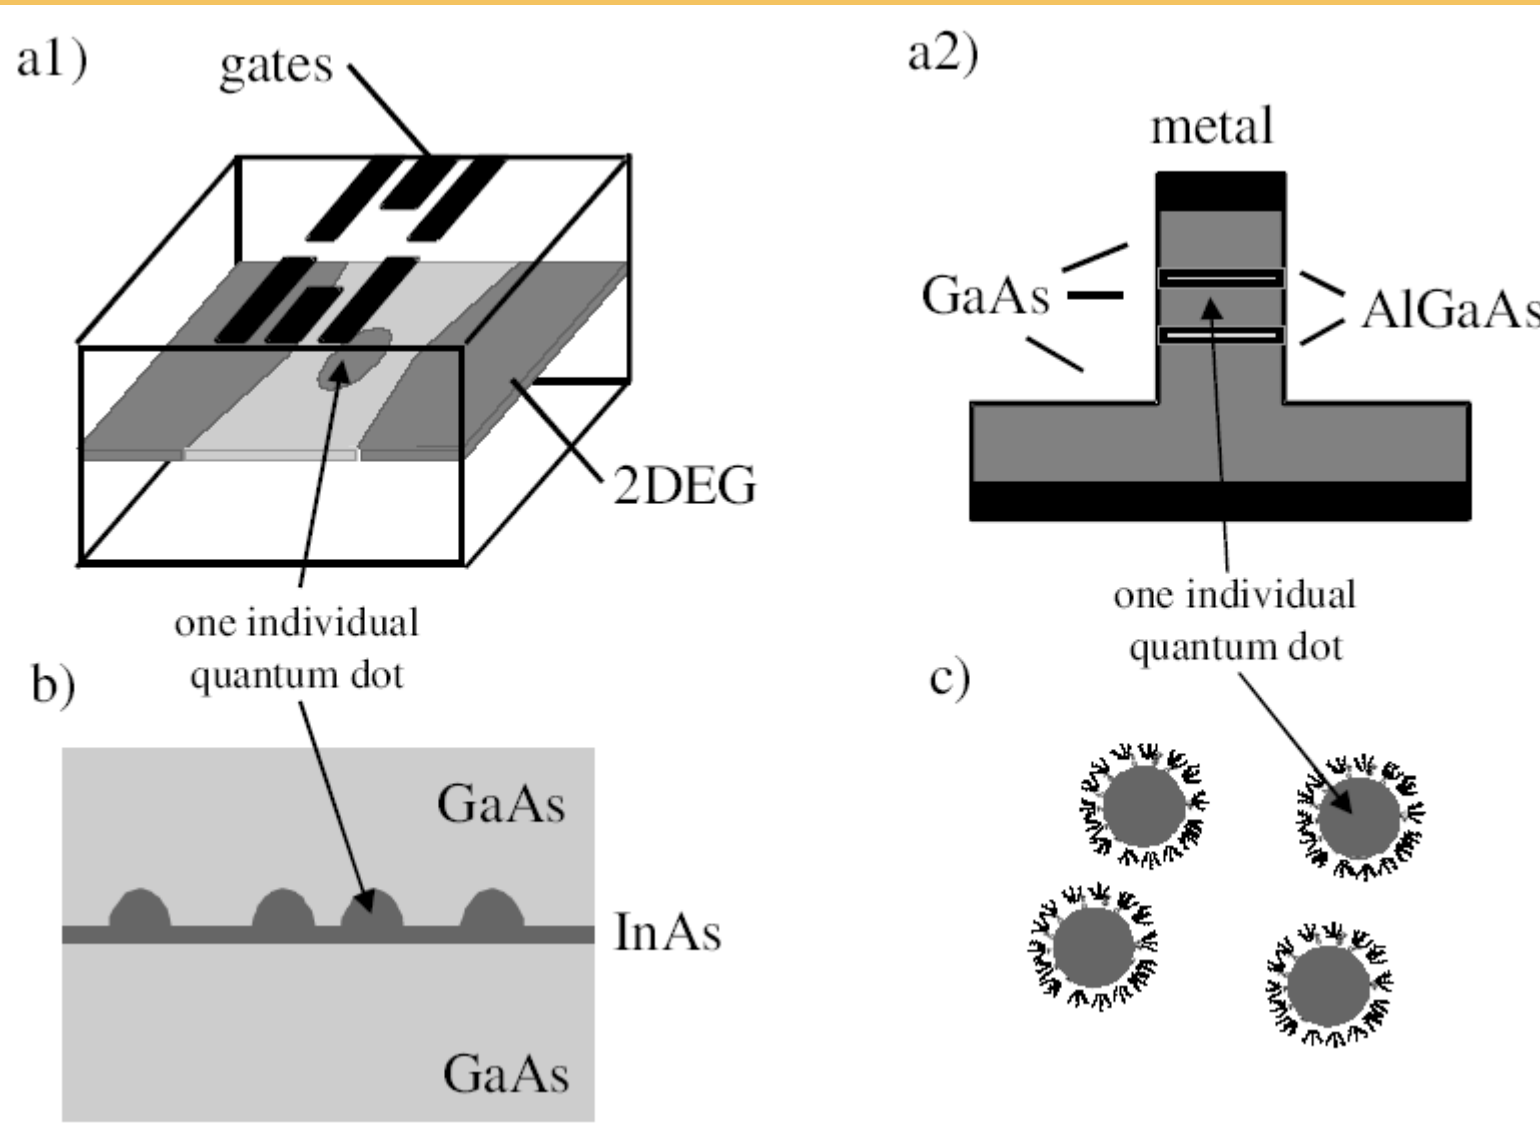 a1)
gates
2DEG
one individual
quantum dot
a2)
metal
GaAs
AlGaAs
one individual
quantum dot
b)
GaAs
InAs
GaAs
c)